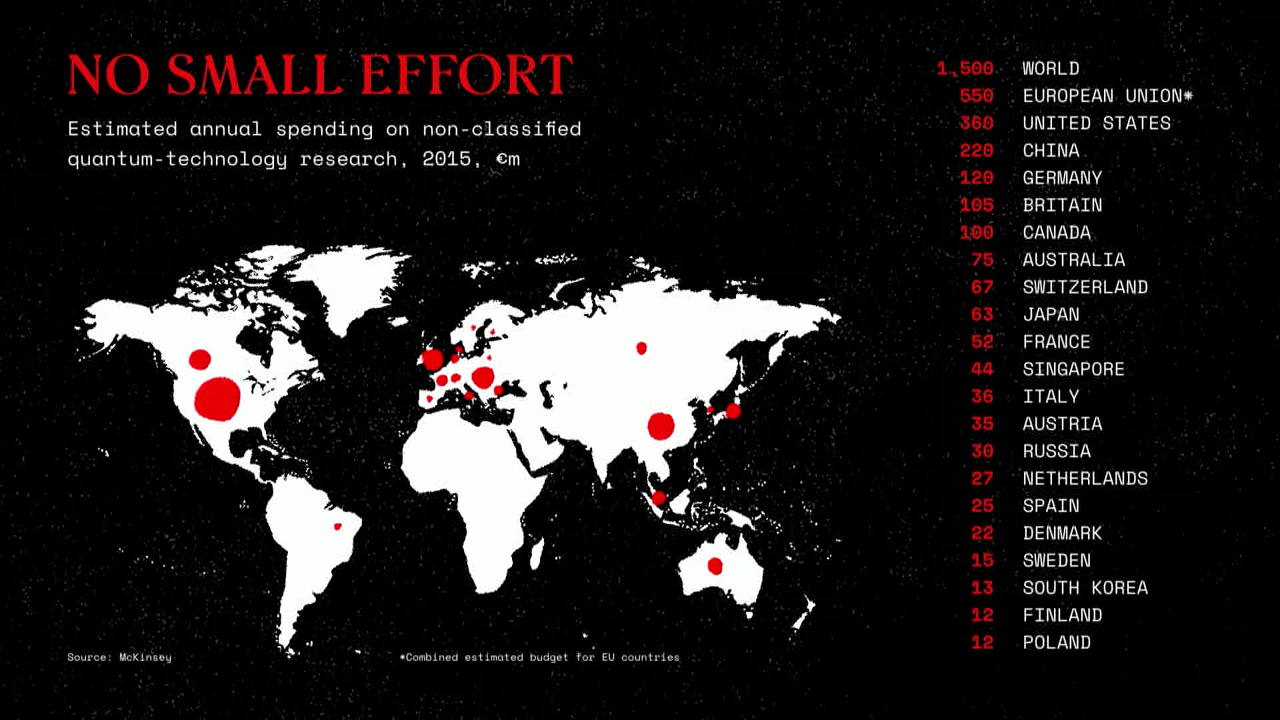 NO SMALL EFFORT
Estimated annual spending on non-classified
quantum-technology research, 2015, €m
1,500 WORLD
550 EUROPEAN UNION*
360 UNITED STATES
220 CHINA
120 GERMANY
105 BRITAIN
100 CANADA
75 AUSTRALIA
67 SWITZERLAND
63 JAPAN
52 FRANCE
44 SINGAPORE
36 ITALY
35 AUSTRIA
30 RUSSIA
27 NETHERLANDS
25 SPAIN
22 DENMARK
15 SWEDEN
13 SOUTH KOREA
12 FINLAND
12 POLAND
Source: McKinsey
*Combined estimated budget for EU countries